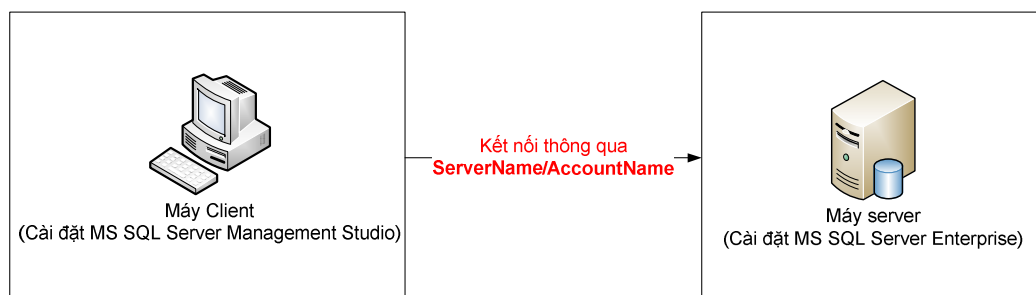 Máy Client
(Cài đặt MS SQL Server Management Studio)
Kết nối thông qua
ServerName/AccountName
Máy server
(Cài đặt MS SQL Server Enterprise)